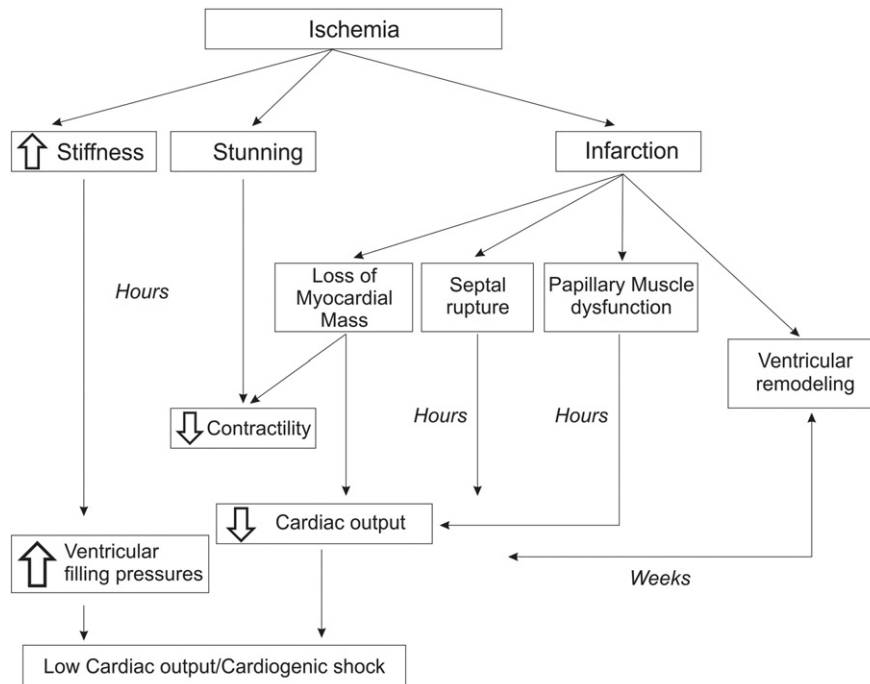 Ischemia
Stiffness
Stunning
Infarction
Hours
Loss of
Myocardial
Mass
Septal
rupture
Papillary Muscle
dysfunction
Ventricular
remodeling
Contractility
Hours
Hours
Cardiac output
Ventricular
filling pressures
Weeks
Low Cardiac output/Cardiogenic shock